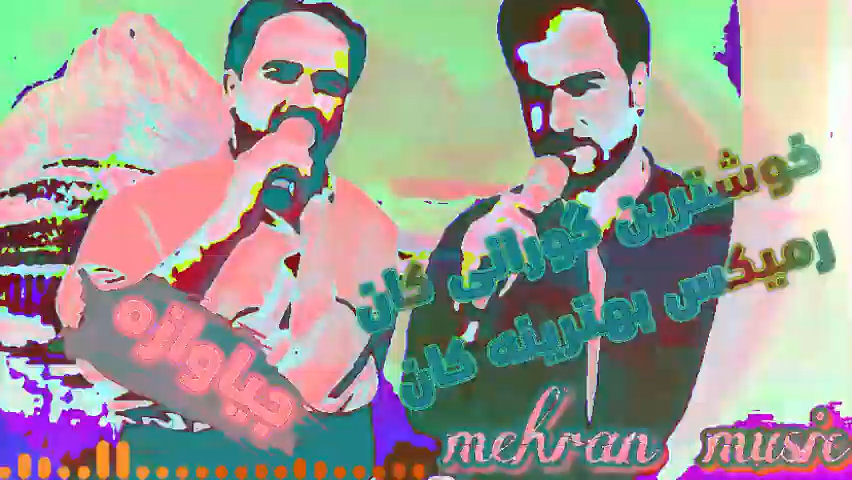 خوشترین گورانی کان
رمیکس بهترینه کان
جیاوازه
mehran music